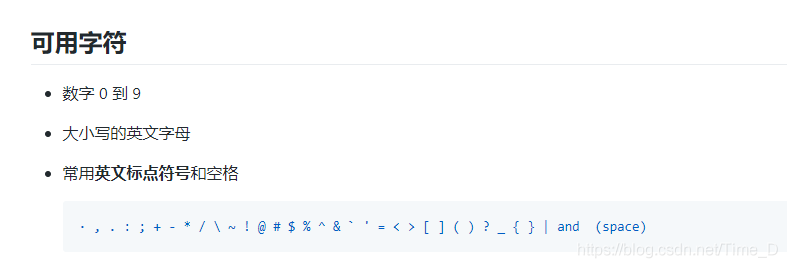 可用字符
数字 0 到 9
大小写的英文字母
常用英文标点符号和空格
· , . : ; + - * / \ ~ ! @ # $ % ^ & ` ' = < > [ ] ( ) ? _ { } | and (space)
https://blog.csdn.net/Time_D